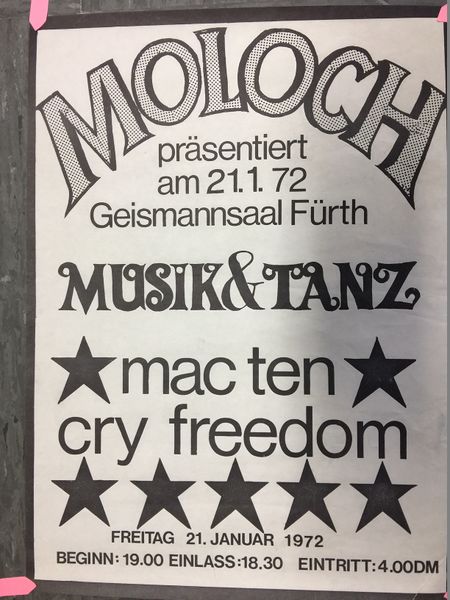 MOLOCH
präsentiert
am 21.1.72
Geismannsaal Fürth
MUSIK&TANZ
mac ten
cry freedom
FREITAG 21. JANUAR 1972
BEGINN: 19.00 EINLASS: 18.30 EINTRITT: 4.00DM